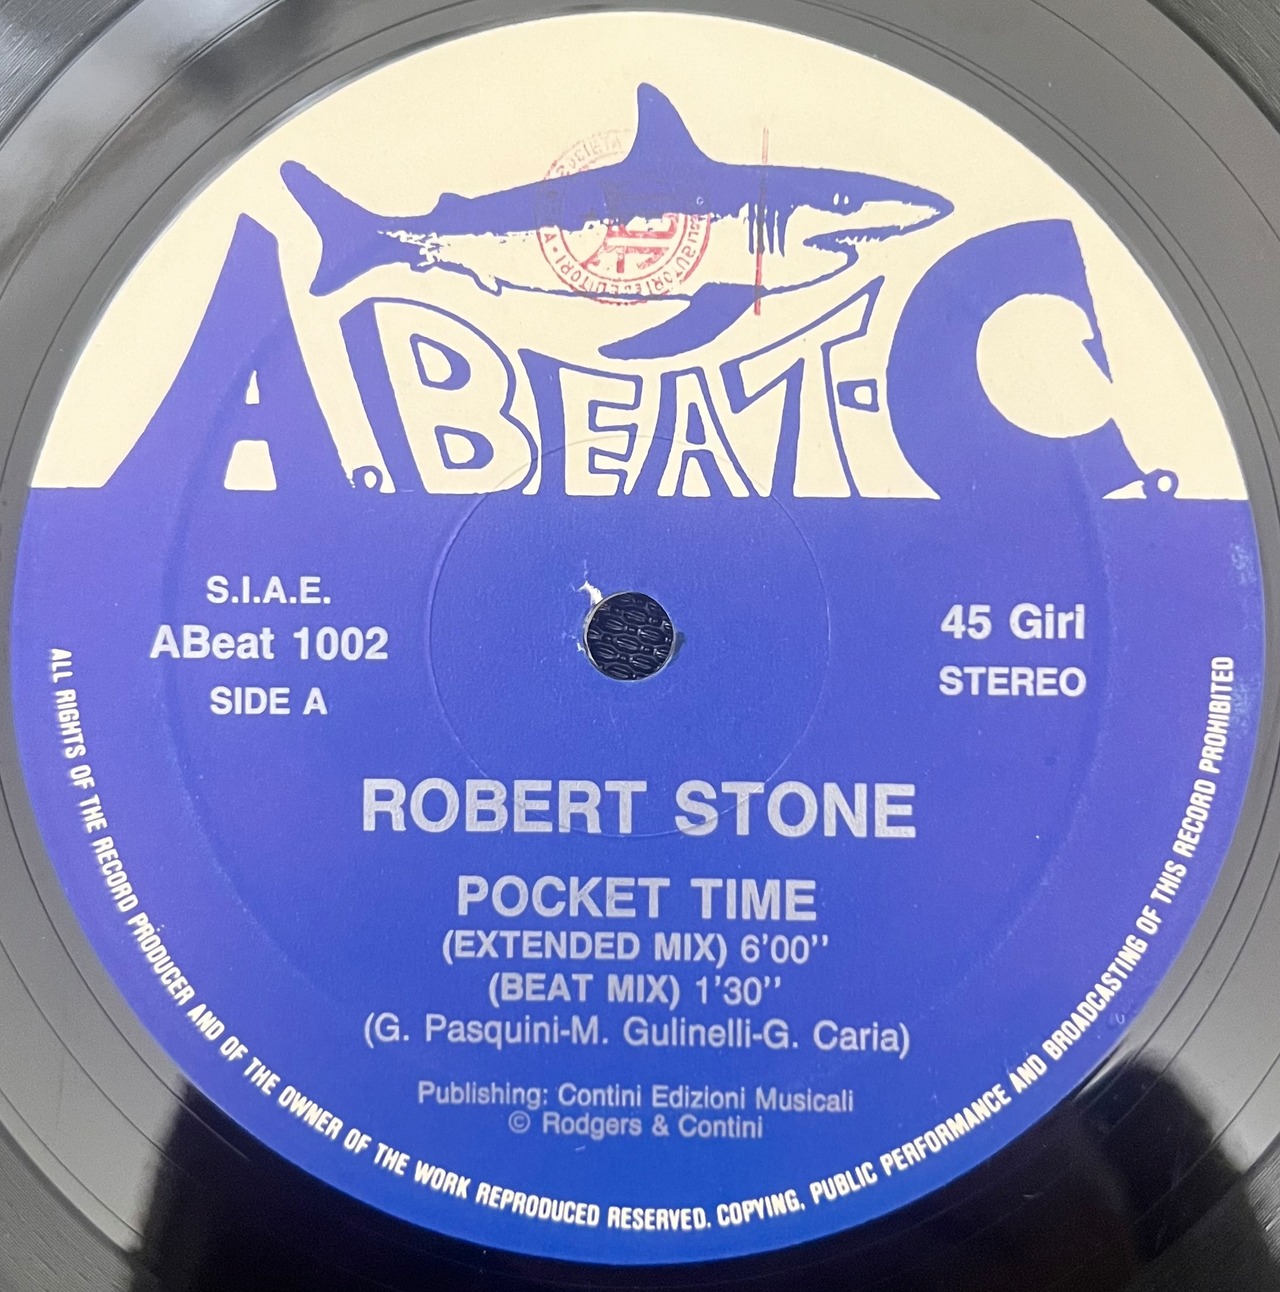 A.BEAT-C.
S.I.A.E.
ABeat 1002
SIDE A
45 Girl
STEREO
ROBERT STONE
POCKET TIME
(EXTENDED MIX) 6'00''
(BEAT MIX) 1'30''
(G. Pasquini-M. Gulinelli-G. Caria)
Publishing: Contini Edizioni Musicali
© Rodgers & Contini
ALL RIGHTS OF THE RECORD PRODUCER AND OF THE OWNER OF THE WORK REPRODUCED RESERVED. COPYING, PUBLIC PERFORMANCE AND BROADCASTING OF THIS RECORD PROHIBITED